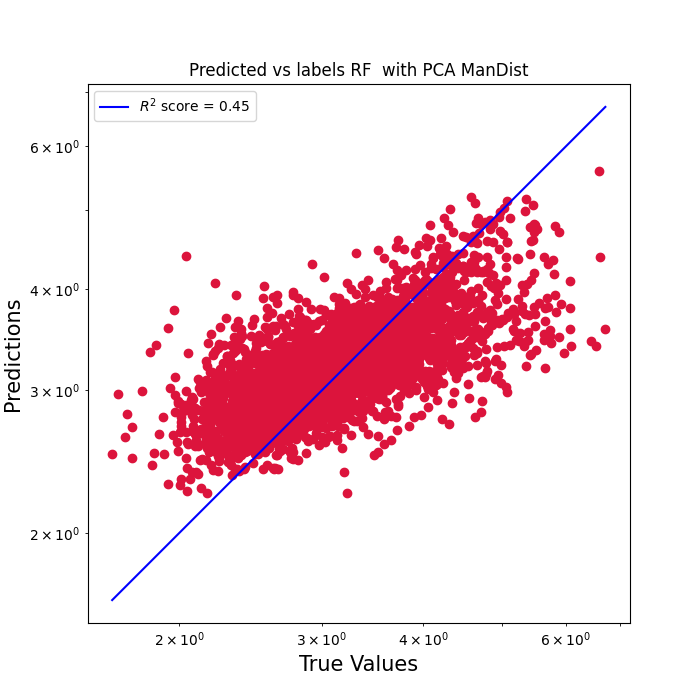 Predicted vs labels RF  with PCA ManDist
R² score = 0.45
6 × 10⁰
4 × 10⁰
3 × 10⁰
2 × 10⁰
Predictions
2 × 10⁰ 3 × 10⁰ 4 × 10⁰ 6 × 10⁰
True Values